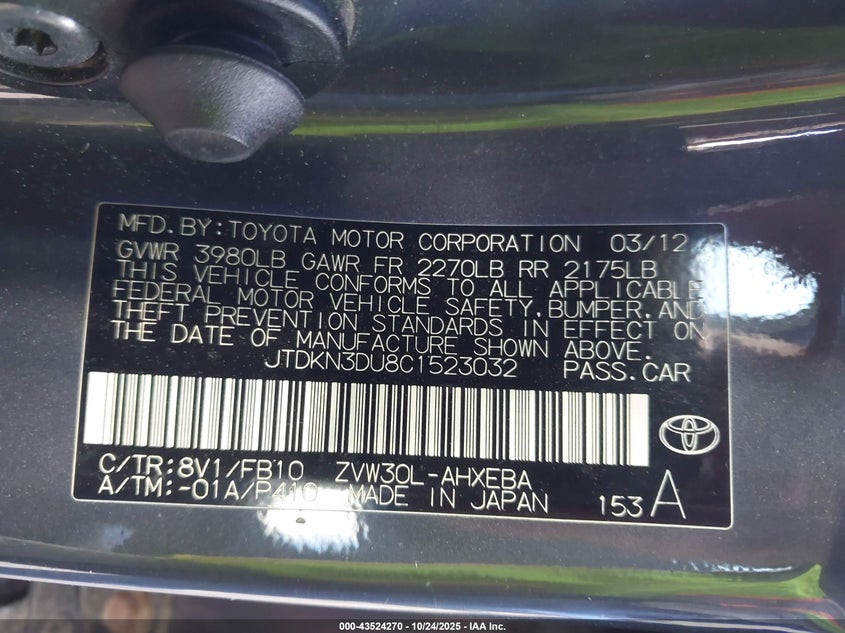 MFD. BY: TOYOTA MOTOR CORPORATION 03/12
GVWR 3980LB GAWR FR 2270LB RR 2175LB
THIS VEHICLE CONFORMS TO ALL APPLICABLE
FEDERAL MOTOR VEHICLE SAFETY, BUMPER, AND
THEFT PREVENTION STANDARDS IN EFFECT ON
THE DATE OF MANUFACTURE SHOWN ABOVE.
JTDKN3DU8C1523032 PASS. CAR
C/TR: 8V1/FB10 ZVW30L-AHXEBA
A/TM: -01A/P410 MADE IN JAPAN 153 A
000-43524270 - 10/24/2025 - IAA Inc.